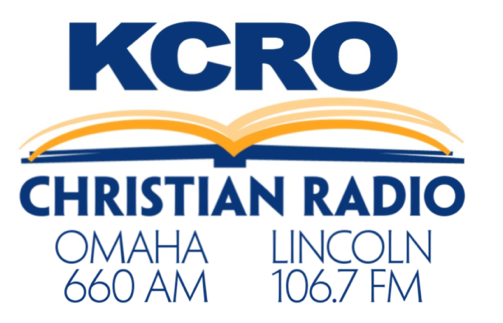 KCRO
CHRISTIAN RADIO
OMAHA LINCOLN
660 AM 106.7 FM